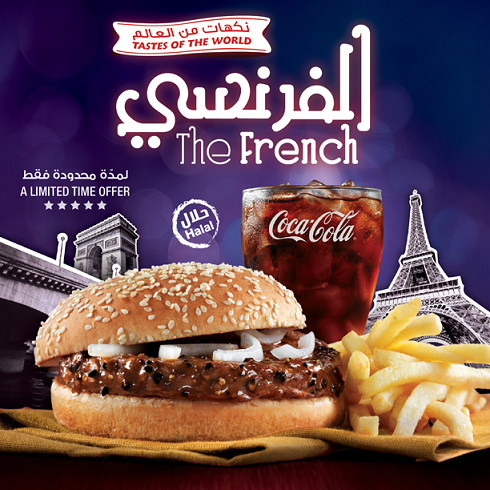 نكهات من العالم
TASTES OF THE WORLD
الفرنسي
The French
لمدّة محدودة فقط
A LIMITED TIME OFFER
حلال
Halal
Coca-Cola